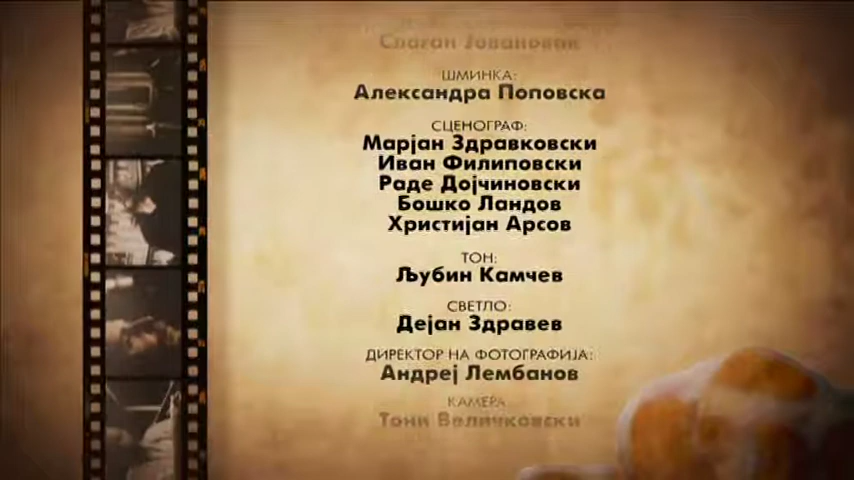 Јовановиќ
ШМИНКА:
Александра Поповска
СЦЕНОГРАФ:
Марјан Здравковски
Иван Филиповски
Раде Дојчиновски
Бошко Ландов
Христијан Арсов
ТОН:
Љубин Камчев
СВЕТЛО:
Дејан Здравев
ДИРЕКТОР НА ФОТОГРАФИЈА:
Андреј Лембанов
КАМЕРА
Тони Величковски